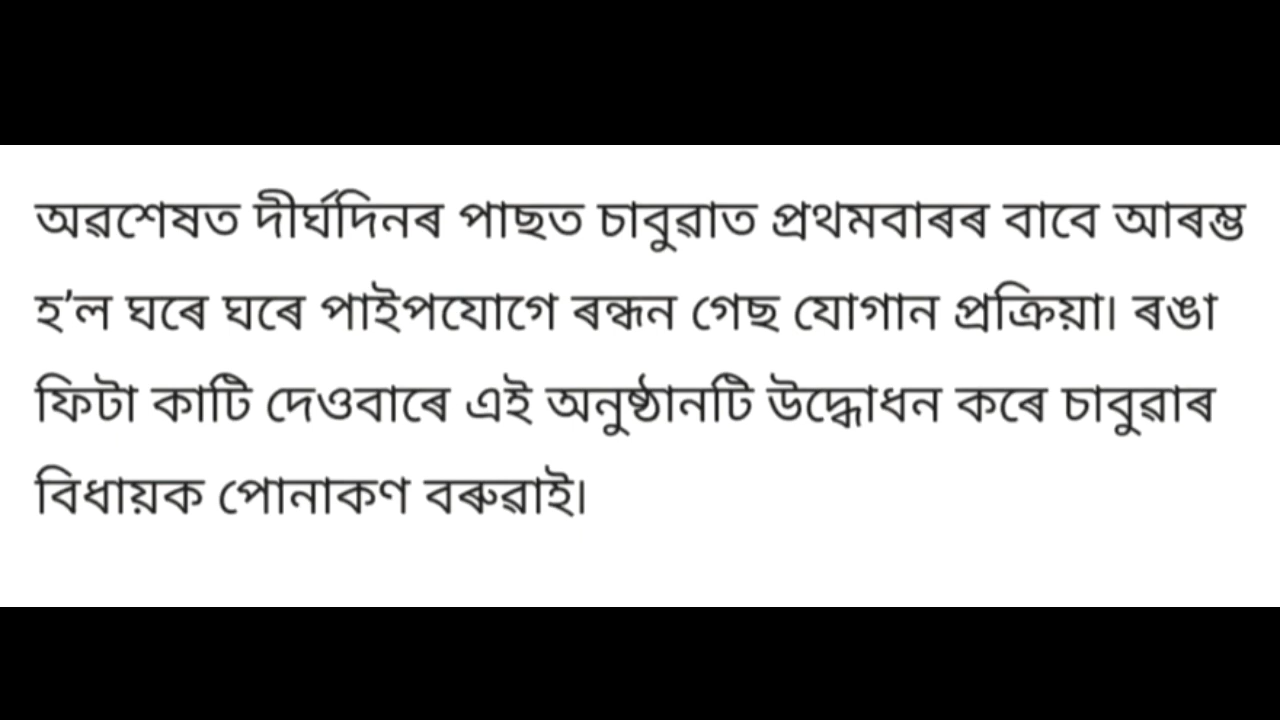 অৱশেষত দীৰ্ঘদিনৰ পাছত চাবুৱাত প্ৰথমবাৰৰ বাবে আৰম্ভ
হ’ল ঘৰে ঘৰে পাইপযোগে ৰন্ধন গেছ যোগান প্ৰক্ৰিয়া। ৰঙা
ফিটা কাটি দেওবাৰে এই অনুষ্ঠানটি উদ্ধোধন কৰে চাবুৱাৰ
বিধায়ক পোনাকণ বৰুৱাই।